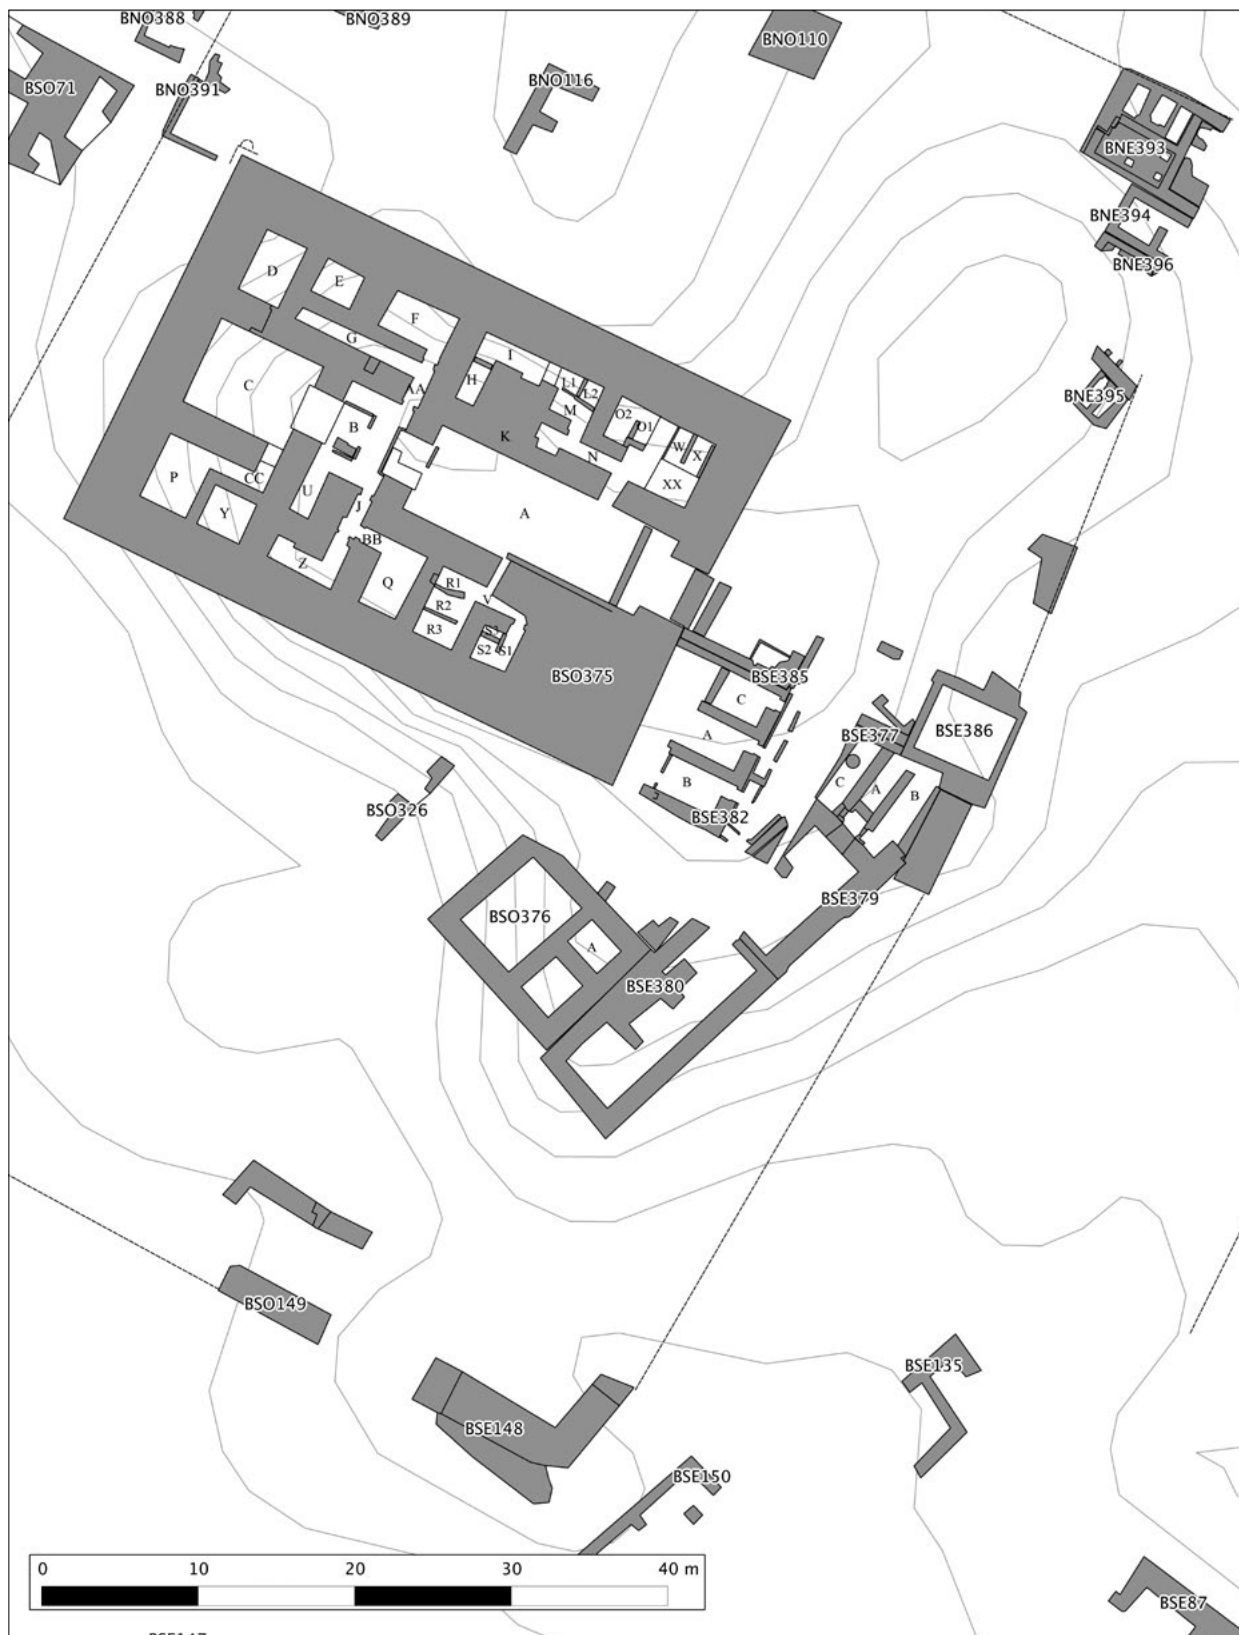 BNO388
BNO389
BNO110
BSO71
BNO391
BNO116
BNE393
BNE394
BNE396
D
E
F
G
I
C
AA
H
L1
L2
M
O2
O1
B
K
W
X
N
BNE395
P
CC
U
XX
Y
J
A
BB
Z
Q
R1
R2
V
R3
S3
S2
S1
BSO375
BSE385
C
A
BSE377
BSE386
B
C
A
B
BSO326
BSE382
BSE379
BSO376
A
BSE380
BSO149
BSE135
BSE148
BSE150
0 10 20 30 40 m
BSE87